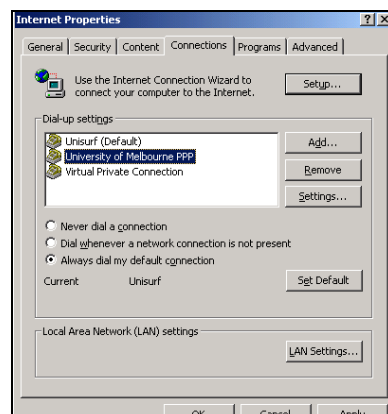 Internet Properties
General Security Content Connections Programs Advanced
Use the Internet Connection Wizard to
connect your computer to the Internet.
Setup...
Dial-up settings
Unisurf (Default)
University of Melbourne PPP
Virtual Private Connection
Add...
Remove
Settings...
Never dial a connection
Dial whenever a network connection is not present
Always dial my default connection
Current Unisurf Set Default
Local Area Network (LAN) settings
LAN Settings...
OK Cancel Apply